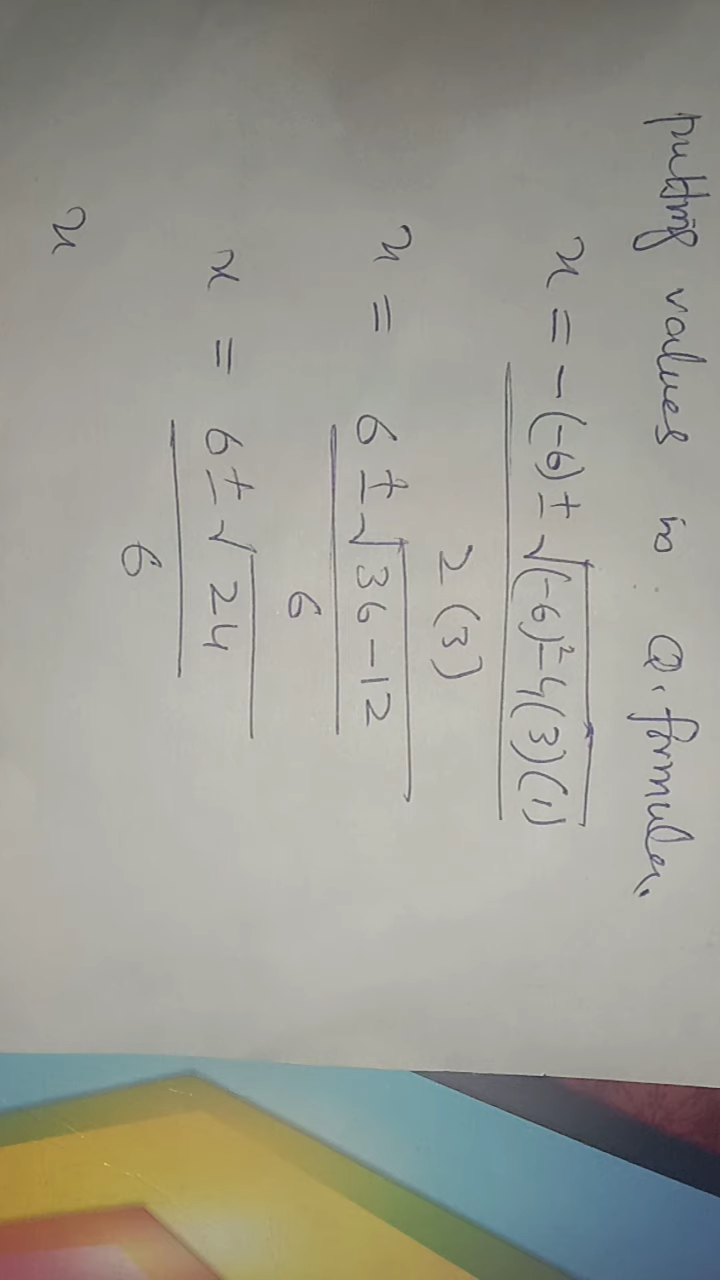 putting values in Q. formula.
x = -(-6) ± √(-6)² - 4(3)(1)
2(3)
x = 6 ± √36 - 12
6
x = 6 ± √24
6
x